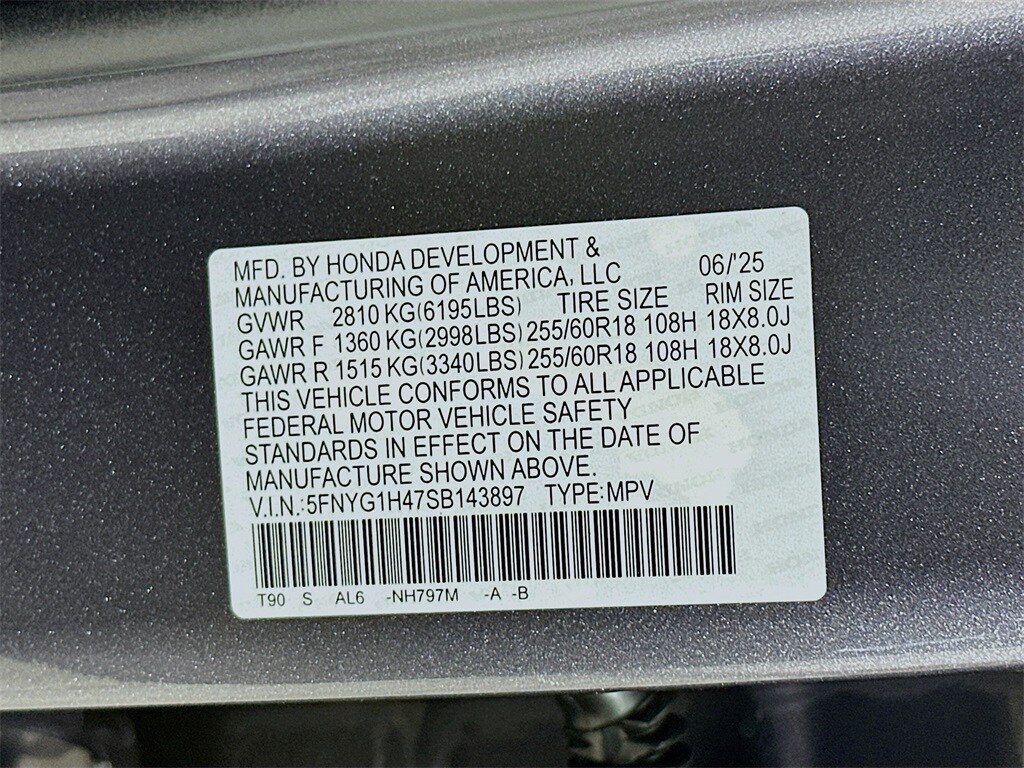 MFD. BY HONDA DEVELOPMENT &
MANUFACTURING OF AMERICA, LLC 06/'25
GVWR 2810 KG(6195LBS) TIRE SIZE RIM SIZE
GAWR F 1360 KG(2998LBS) 255/60R18 108H 18X8.0J
GAWR R 1515 KG(3340LBS) 255/60R18 108H 18X8.0J
THIS VEHICLE CONFORMS TO ALL APPLICABLE
FEDERAL MOTOR VEHICLE SAFETY
STANDARDS IN EFFECT ON THE DATE OF
MANUFACTURE SHOWN ABOVE.
V.I.N.:5FNYG1H47SB143897 TYPE:MPV
T90 S AL6 -NH797M -A -B